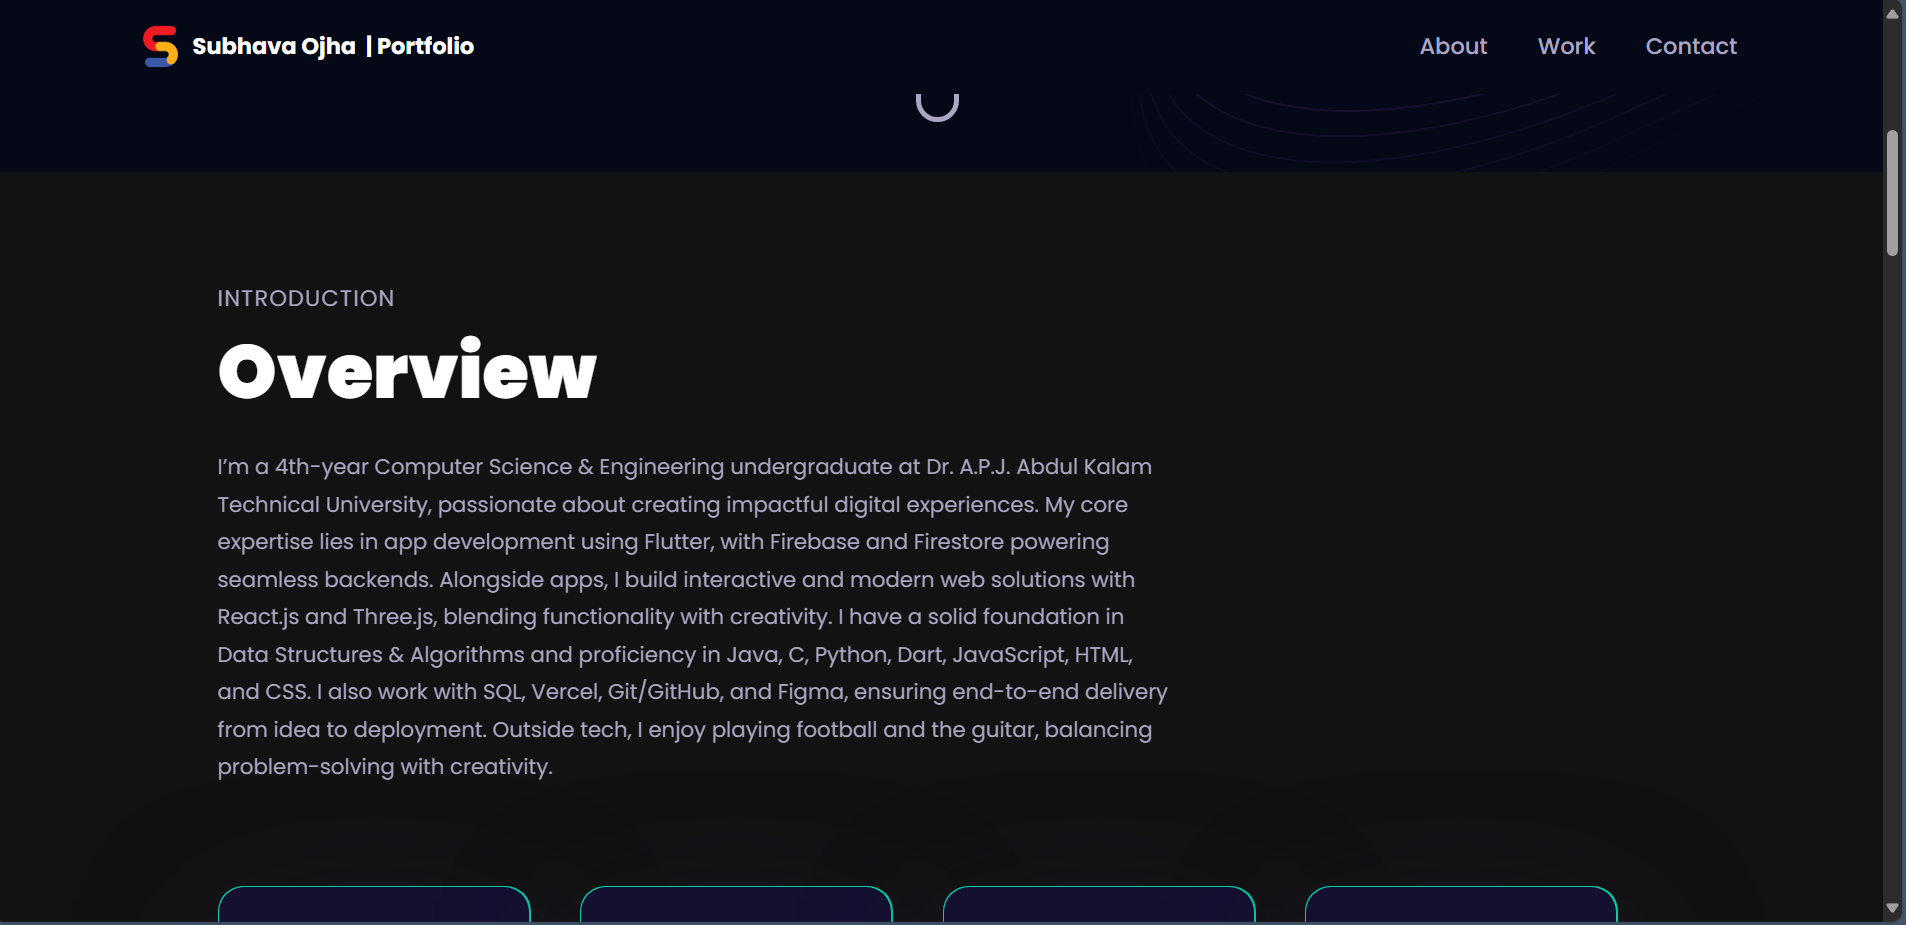 Subhava Ojha | Portfolio
About Work Contact
INTRODUCTION
Overview
I’m a 4th-year Computer Science & Engineering undergraduate at Dr. A.P.J. Abdul Kalam
Technical University, passionate about creating impactful digital experiences. My core
expertise lies in app development using Flutter, with Firebase and Firestore powering
seamless backends. Alongside apps, I build interactive and modern web solutions with
React.js and Three.js, blending functionality with creativity. I have a solid foundation in
Data Structures & Algorithms and proficiency in Java, C, Python, Dart, JavaScript, HTML,
and CSS. I also work with SQL, Vercel, Git/GitHub, and Figma, ensuring end-to-end delivery
from idea to deployment. Outside tech, I enjoy playing football and the guitar, balancing
problem-solving with creativity.